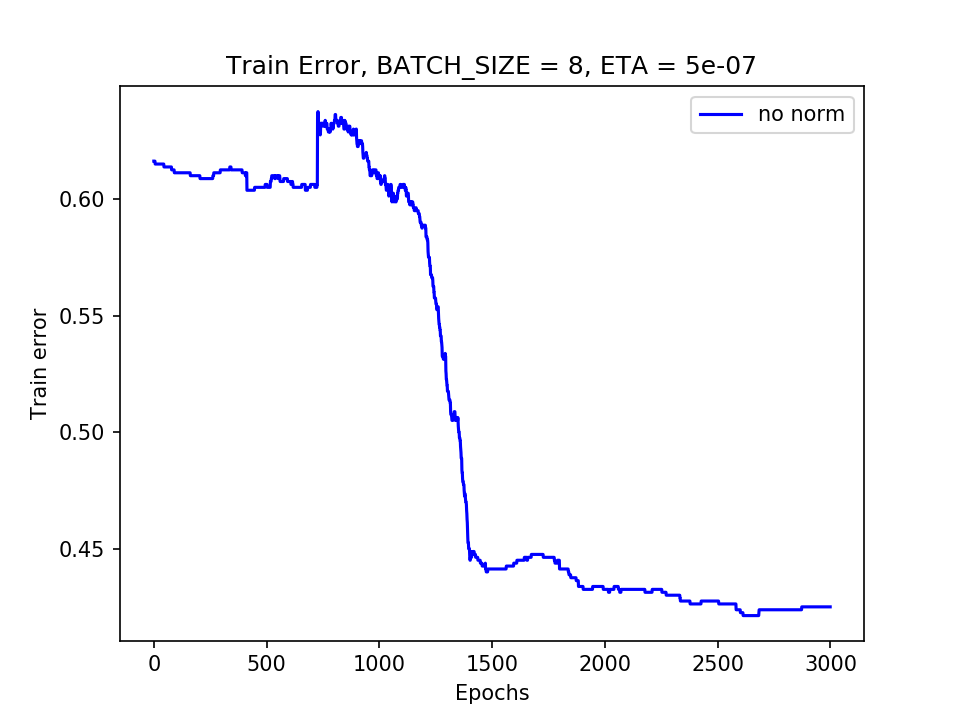 Train Error, BATCH_SIZE = 8, ETA = 5e-07
no norm
Train error
0.60
0.55
0.50
0.45
0 500 1000 1500 2000 2500 3000
Epochs